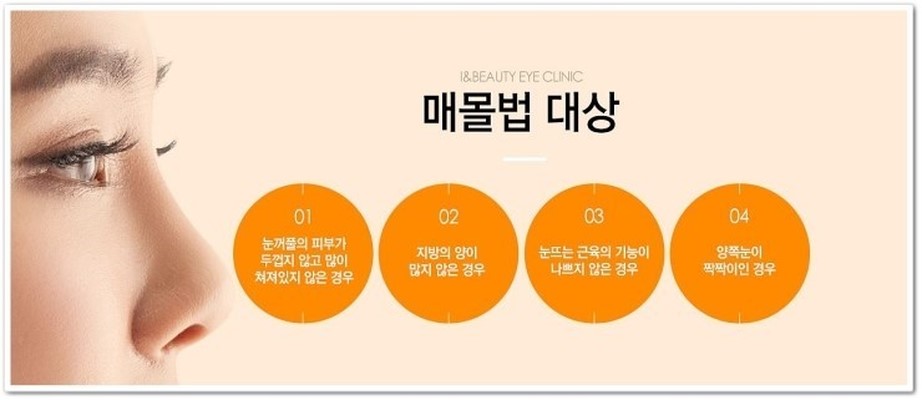 I&BEAUTY EYE CLINIC
매몰법 대상
01
눈꺼풀의 피부가
두껍지 않고 많이
쳐져있지 않은 경우
02
지방의 양이
많지 않은 경우
03
눈뜨는 근육의 기능이
나쁘지 않은 경우
04
양쪽눈이
짝짝이인 경우